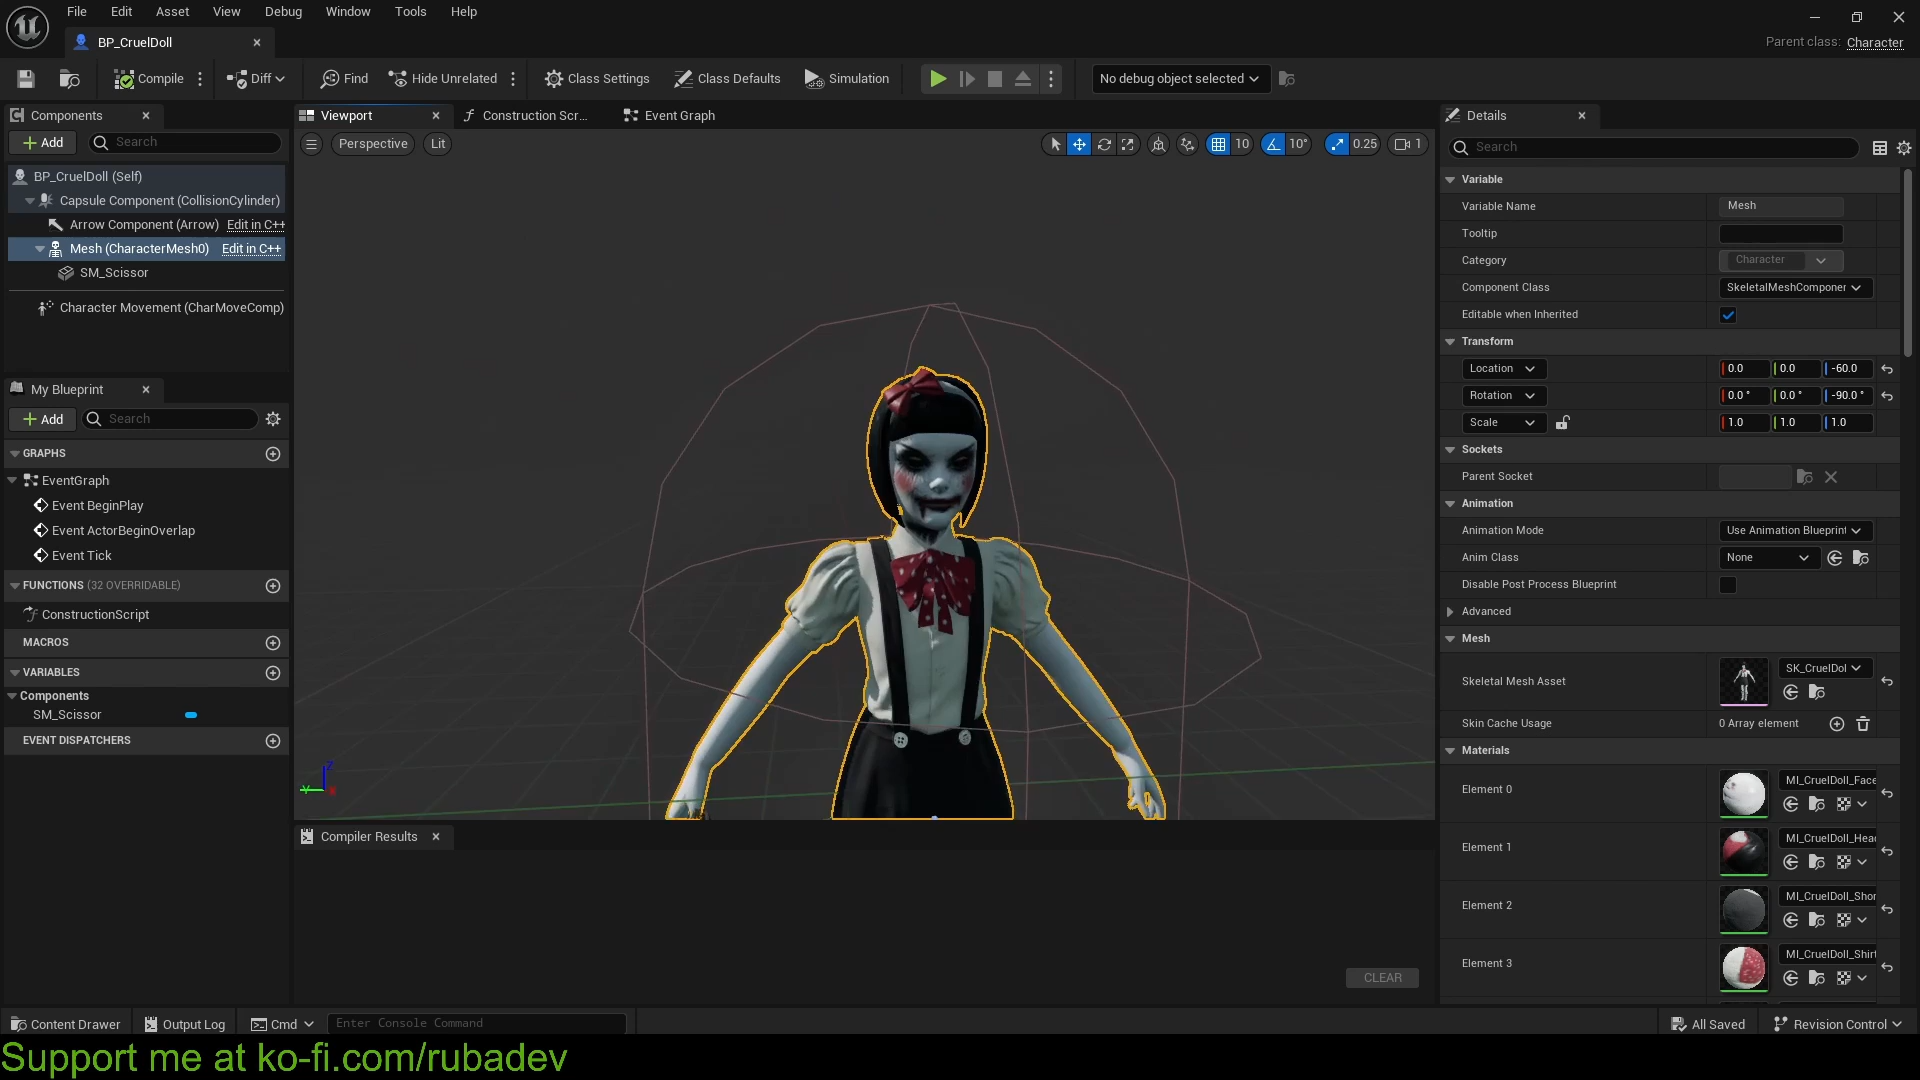 File Edit Asset View Debug Window Tools Help
BP_CruelDoll
Parent class: Character
Compile Diff Find Hide Unrelated Class Settings Class Defaults Simulation No debug object selected
Components
Add Search
BP_CruelDoll (Self)
Capsule Component (CollisionCylinder)
Arrow Component (Arrow) Edit in C++
Mesh (CharacterMesh0) Edit in C++
SM_Scissor
Character Movement (CharMoveComp)
My Blueprint
Add Search
GRAPHS
EventGraph
Event BeginPlay
Event ActorBeginOverlap
Event Tick
FUNCTIONS (32 OVERRIDABLE)
ConstructionScript
MACROS
VARIABLES
Components
SM_Scissor
EVENT DISPATCHERS
Viewport Construction Scr... Event Graph
Perspective Lit 10 10° 0.25 1
Z
Y
X
Compiler Results
CLEAR
Details
Search
Variable
Variable Name Mesh
Tooltip
Category Character
Component Class SkeletalMeshComponer
Editable when Inherited
Transform
Location 0.0 0.0 -60.0
Rotation 0.0 ° 0.0 ° -90.0 °
Scale 1.0 1.0 1.0
Sockets
Parent Socket
Animation
Animation Mode Use Animation Blueprint
Anim Class None
Disable Post Process Blueprint
Advanced
Mesh
Skeletal Mesh Asset SK_CruelDol
Skin Cache Usage 0 Array element
Materials
Element 0 MI_CruelDoll_Face
Element 1 MI_CruelDoll_Head
Element 2 MI_CruelDoll_Shor
Element 3 MI_CruelDoll_Shirt
Content Drawer Output Log Cmd Enter Console Command All Saved Revision Control
Support me at ko-fi.com/rubadev